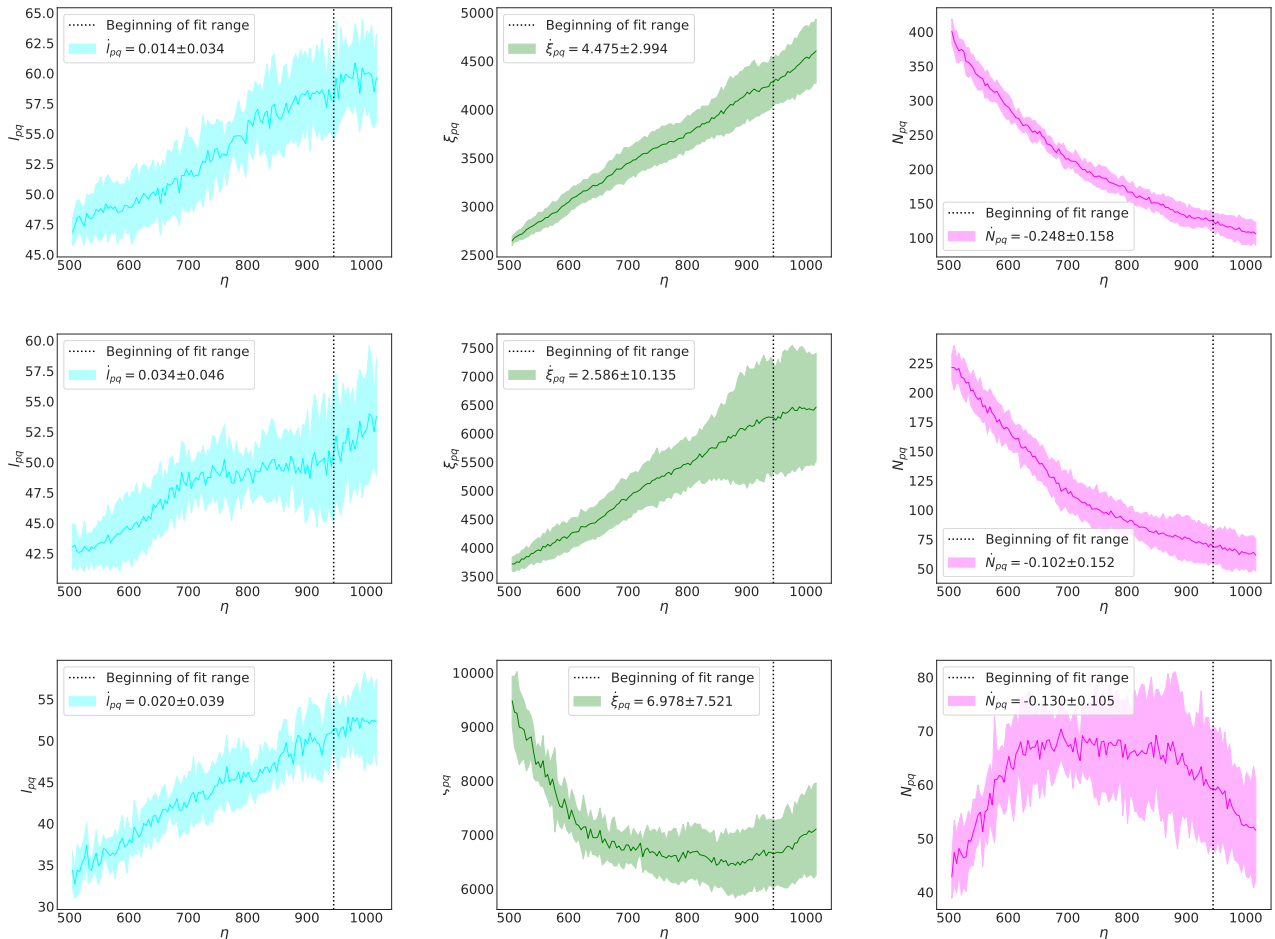 65.0
62.5
60.0
57.5
55.0
52.5
50.0
47.5
45.0
l_pq
Beginning of fit range
l̇_pq = 0.014±0.034
500 600 700 800 900 1000
η
5000
4500
4000
3500
3000
2500
ξ_pq
Beginning of fit range
ξ̇_pq = 4.475±2.994
500 600 700 800 900 1000
η
400
350
300
250
200
150
100
N_pq
Beginning of fit range
Ṅ_pq = -0.248±0.158
500 600 700 800 900 1000
η
60.0
57.5
55.0
52.5
50.0
47.5
45.0
42.5
l_pq
Beginning of fit range
l̇_pq = 0.034±0.046
500 600 700 800 900 1000
η
7500
7000
6500
6000
5500
5000
4500
4000
3500
ξ_pq
Beginning of fit range
ξ̇_pq = 2.586±10.135
500 600 700 800 900 1000
η
225
200
175
150
125
100
75
50
N_pq
Beginning of fit range
Ṅ_pq = -0.102±0.152
500 600 700 800 900 1000
η
55
50
45
40
35
30
l_pq
Beginning of fit range
l̇_pq = 0.020±0.039
500 600 700 800 900 1000
η
10000
9000
8000
7000
6000
ξ_pq
Beginning of fit range
ξ̇_pq = 6.978±7.521
500 600 700 800 900 1000
η
80
70
60
50
40
N_pq
Beginning of fit range
Ṅ_pq = -0.130±0.105
500 600 700 800 900 1000
η